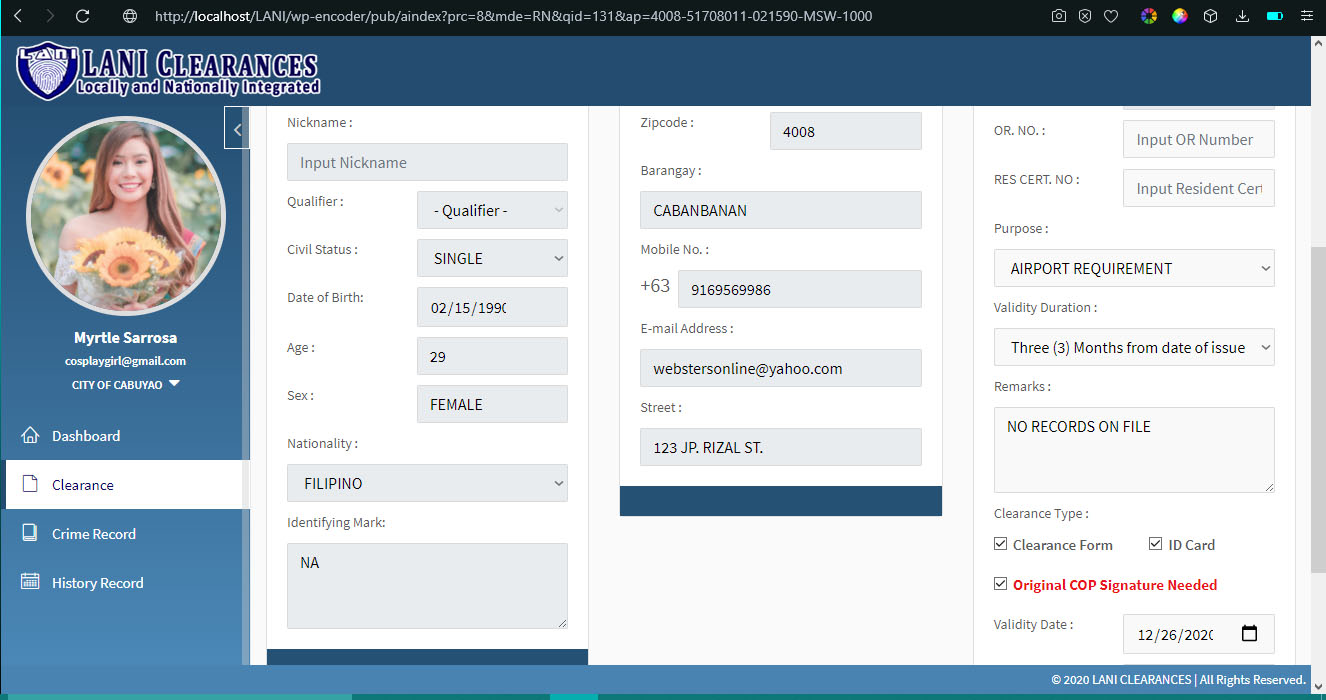 http://localhost/LANI/wp-encoder/pub/aindex?prc=8&mde=RN&qid=131&ap=4008-51708011-021590-MSW-1000
LANI
LANI CLEARANCES
Locally and Nationally Integrated
Myrtle Sarrosa
cosplaygirl@gmail.com
CITY OF CABUYAO
Dashboard
Clearance
Crime Record
History Record
Nickname :
Input Nickname
Qualifier :
- Qualifier -
Civil Status :
SINGLE
Date of Birth:
02/15/1990
Age :
29
Sex :
FEMALE
Nationality :
FILIPINO
Identifying Mark:
NA
Zipcode :
4008
Barangay :
CABANBANAN
Mobile No. :
+63
9169569986
E-mail Address :
webstersonline@yahoo.com
Street :
123 JP. RIZAL ST.
OR. NO. :
Input OR Number
RES CERT. NO :
Input Resident Cert
Purpose :
AIRPORT REQUIREMENT
Validity Duration :
Three (3) Months from date of issue
Remarks :
NO RECORDS ON FILE
Clearance Type :
Clearance Form
ID Card
Original COP Signature Needed
Validity Date :
12/26/2020
© 2020 LANI CLEARANCES | All Rights Reserved.